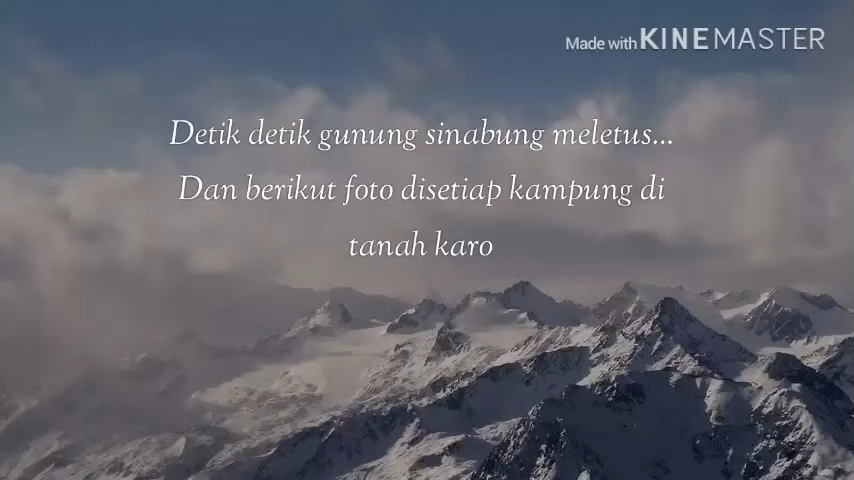 Made with KINEMASTER
Detik detik gunung sinabung meletus...
Dan berikut foto disetiap kampung di
tanah karo